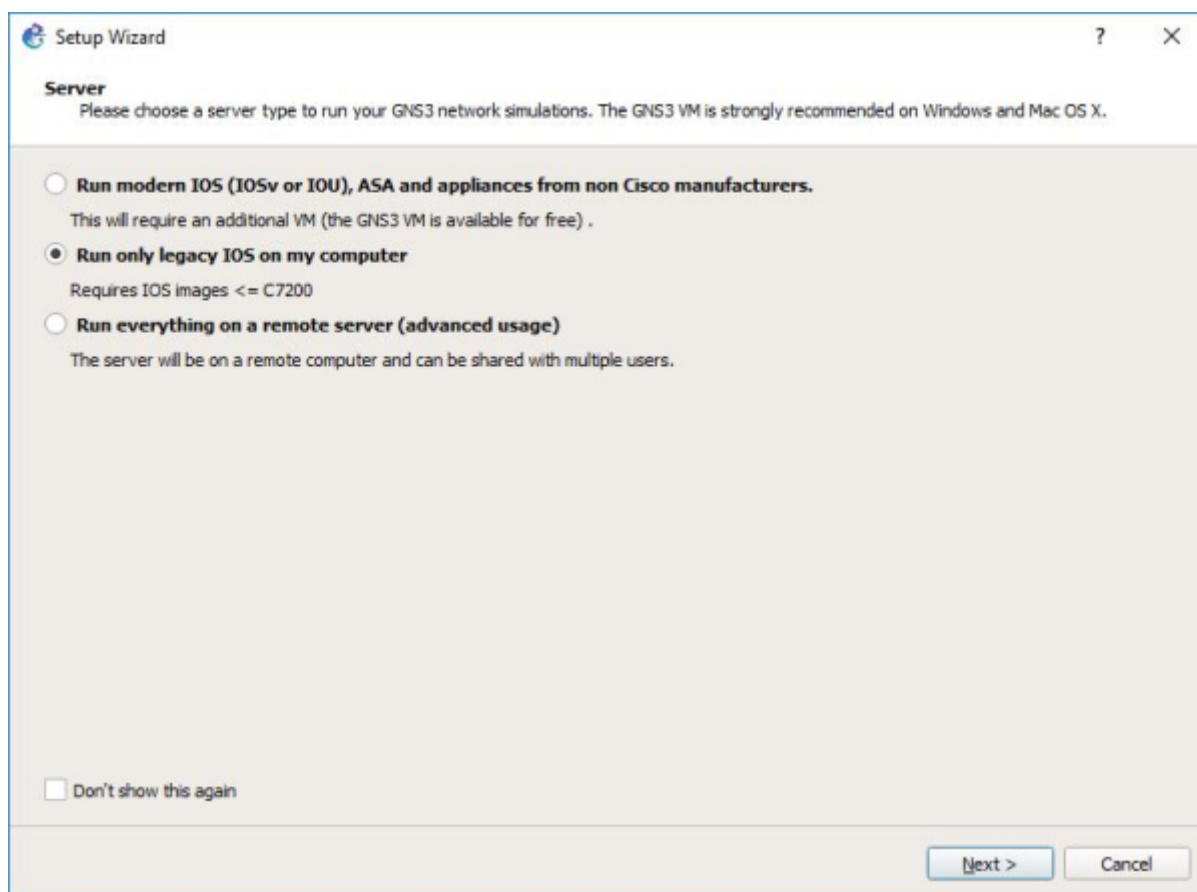 Setup Wizard
Server
Please choose a server type to run your GNS3 network simulations. The GNS3 VM is strongly recommended on Windows and Mac OS X.
Run modern IOS (IOSv or IOU), ASA and appliances from non Cisco manufacturers.
This will require an additional VM (the GNS3 VM is available for free) .
Run only legacy IOS on my computer
Requires IOS images <= C7200
Run everything on a remote server (advanced usage)
The server will be on a remote computer and can be shared with multiple users.
Don't show this again
Next > Cancel